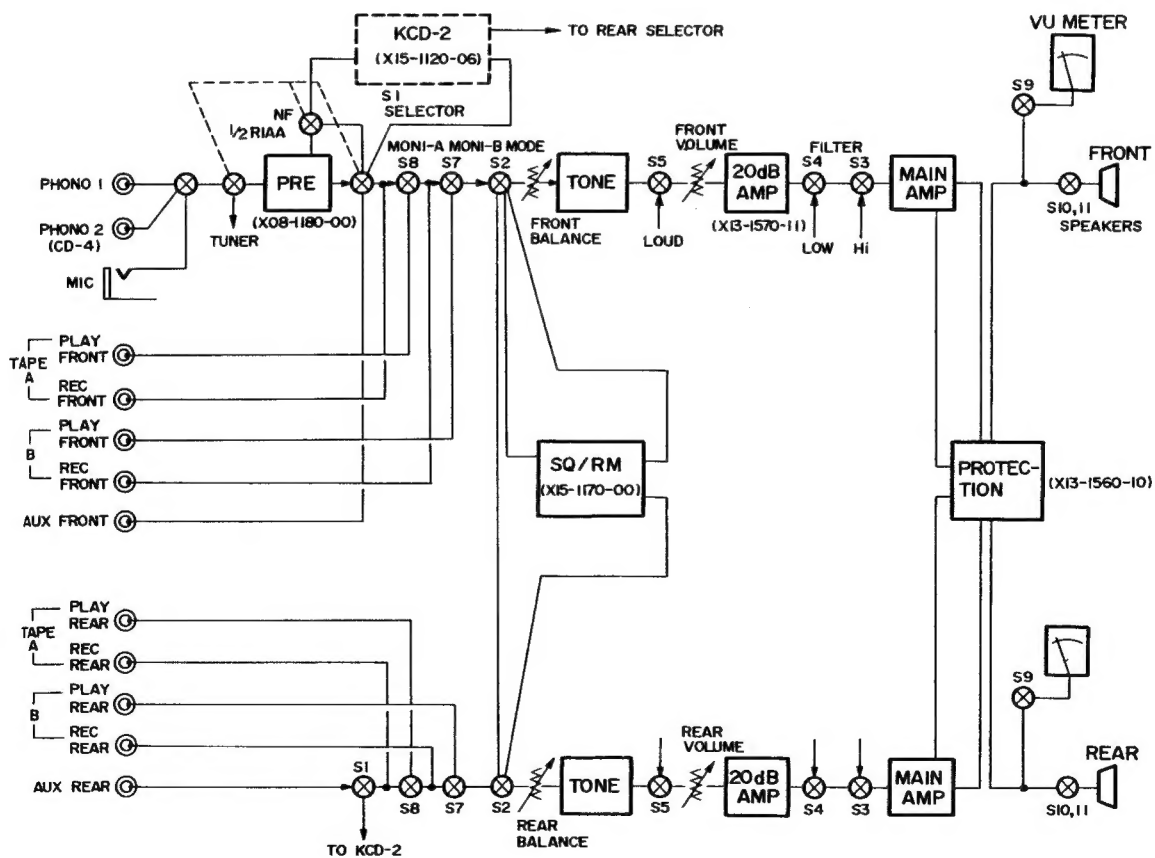 KCD-2
(X15-1120-06)
TO REAR SELECTOR
VU METER
S9
S1
SELECTOR
NF
1/2 RIAA
MONI-A MONI-B MODE
S8 S7 S2
S5
FRONT
VOLUME
FILTER
S4 S3
PHONO 1
PRE
(X08-1180-00)
TONE
20dB
AMP
(X13-1570-11)
MAIN
AMP
FRONT
S10,11
SPEAKERS
PHONO 2
(CD-4)
TUNER
FRONT
BALANCE
LOUD
LOW
Hi
MIC
TAPE
A
PLAY
FRONT
REC
FRONT
B
PLAY
FRONT
REC
FRONT
AUX FRONT
SQ/RM
(X15-1170-00)
PROTEC-
TION
(X13-1560-10)
TAPE
A
PLAY
REAR
REC
REAR
B
PLAY
REAR
REC
REAR
AUX REAR
S1
S8
S7
S2
REAR
BALANCE
TONE
S5
REAR
VOLUME
20dB
AMP
S4
S3
MAIN
AMP
S9
REAR
S10,11
TO KCD-2